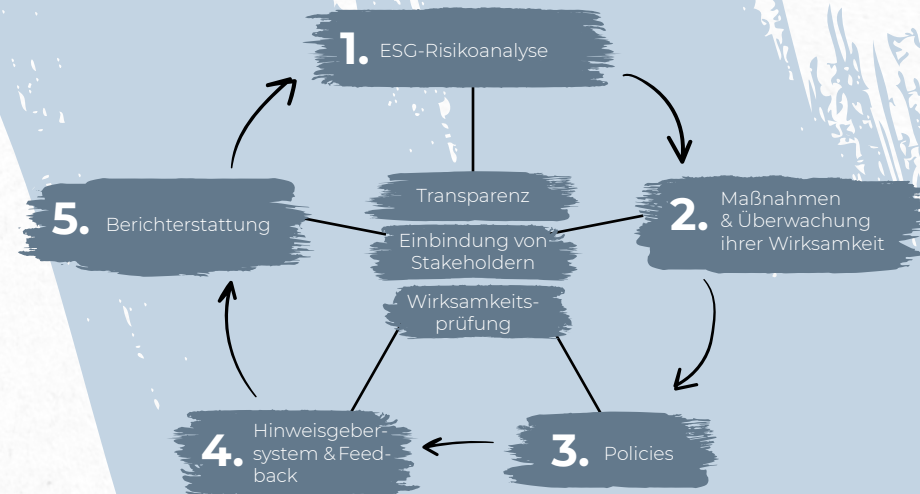 1. ESG-Risikoanalyse
Transparenz
Einbindung von
Stakeholdern
Wirksamkeits-
prüfung
2. Maßnahmen
& Überwachung
ihrer Wirksamkeit
3. Policies
4. Hinweisgeber-
system & Feed-
back
5. Berichterstattung